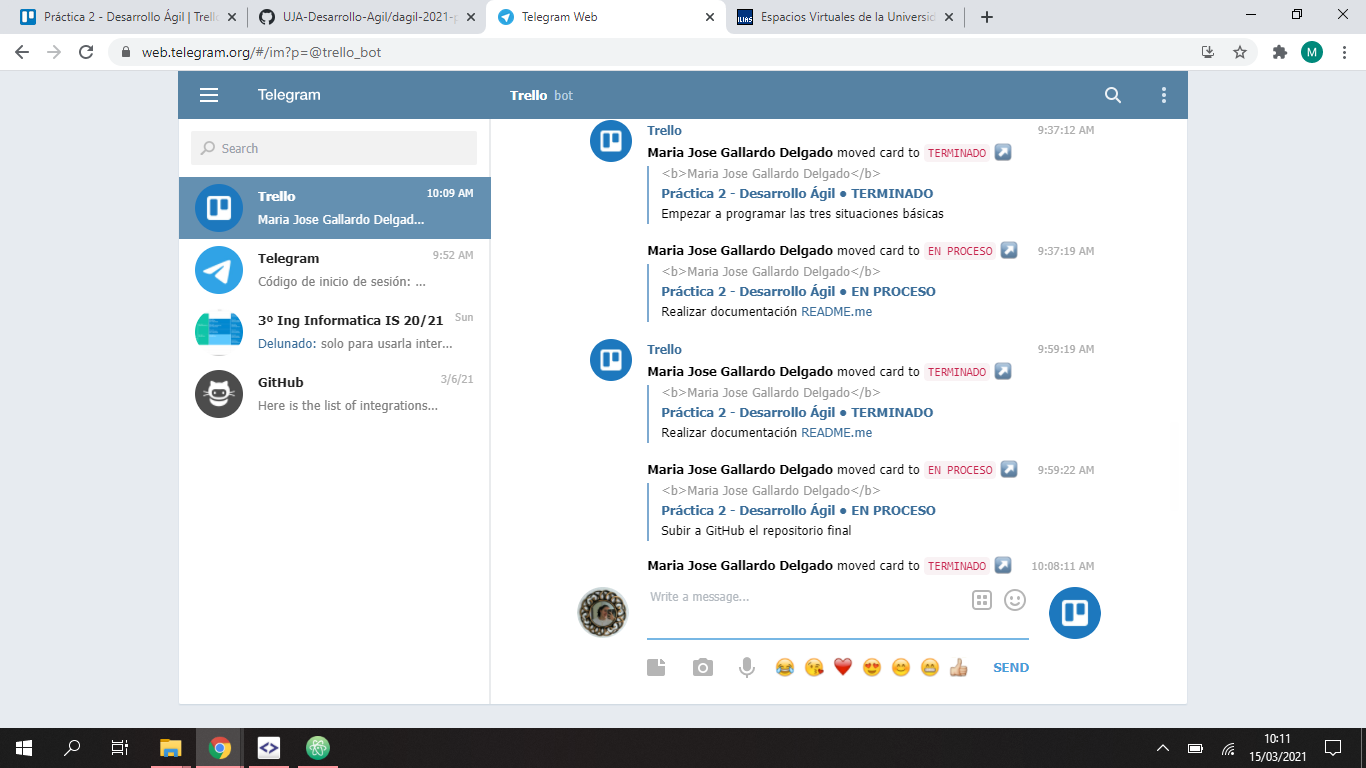 Práctica 2 - Desarrollo Ágil | Trell
UJA-Desarrollo-Agil/dagil-2021-p
Telegram Web
ILIAS
Espacios Virtuales de la Universid
web.telegram.org/#/im?p=@trello_bot
M
Telegram
Trello bot
Search
Trello 10:09 AM
Maria Jose Gallardo Delgad...
Telegram 9:52 AM
Código de inicio de sesión: ...
3º Ing Informatica IS 20/21 Sun
Delunado: solo para usarla inter...
GitHub 3/6/21
Here is the list of integrations...
Trello 9:37:12 AM
Maria Jose Gallardo Delgado moved card to TERMINADO
<b>Maria Jose Gallardo Delgado</b>
Práctica 2 - Desarrollo Ágil ● TERMINADO
Empezar a programar las tres situaciones básicas
Maria Jose Gallardo Delgado moved card to EN PROCESO 9:37:19 AM
<b>Maria Jose Gallardo Delgado</b>
Práctica 2 - Desarrollo Ágil ● EN PROCESO
Realizar documentación README.me
Trello 9:59:19 AM
Maria Jose Gallardo Delgado moved card to TERMINADO
<b>Maria Jose Gallardo Delgado</b>
Práctica 2 - Desarrollo Ágil ● TERMINADO
Realizar documentación README.me
Maria Jose Gallardo Delgado moved card to EN PROCESO 9:59:22 AM
<b>Maria Jose Gallardo Delgado</b>
Práctica 2 - Desarrollo Ágil ● EN PROCESO
Subir a GitHub el repositorio final
Maria Jose Gallardo Delgado moved card to TERMINADO 10:08:11 AM
Write a message...
SEND
10:11
15/03/2021